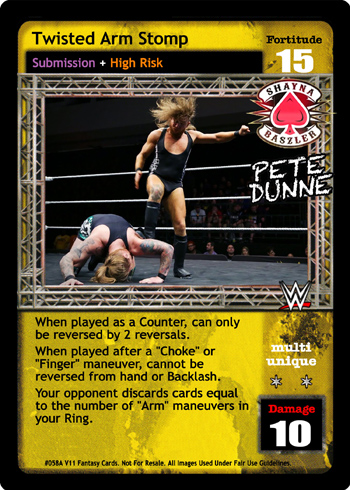 Twisted Arm Stomp
Fortitude
15
Submission + High Risk
SHAYNA
BASZLER
PETE
DUNNE
W
When played as a Counter, can only
be reversed by 2 reversals.
When played after a "Choke" or
"Finger" maneuver, cannot be
reversed from hand or Backlash.
Your opponent discards cards equal
to the number of "Arm" maneuvers in
your Ring.
multi
unique
Damage
10
#058A V11 Fantasy Cards. Not For Resale. All Images Used Under Fair Use Guidelines.